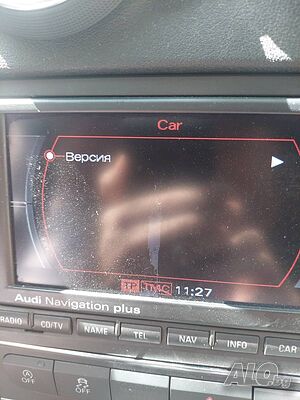 Car
Версия
TMC 11:27
Audi Navigation plus
RADIO CD/TV NAME TEL NAV INFO CAR
OFF OFF
ALO.bg